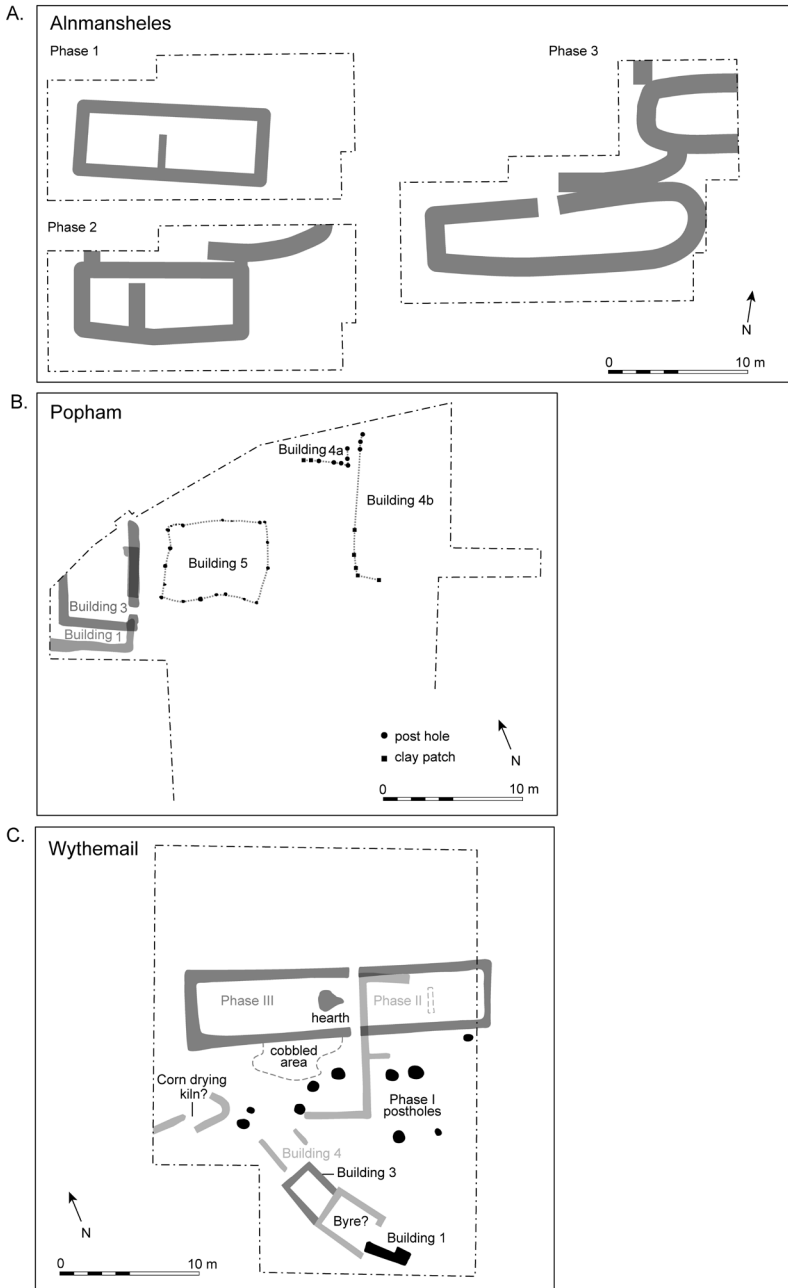 A.
Alnmansheles
Phase 1
Phase 3
Phase 2
N
0 10 m
B.
Popham
Building 4a
Building 4b
Building 5
Building 3
Building 1
post hole
clay patch
N
0 10 m
C.
Wythemail
Phase III
Phase II
hearth
cobbled
area
Corn drying
kiln?
Phase I
postholes
Building 4
Building 3
Byre?
Building 1
N
0 10 m